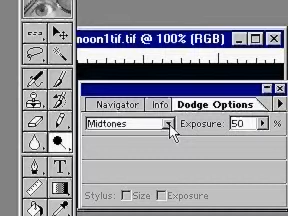 noon1tif.tif @ 100% (RGB)
Navigator Info Dodge Options
Midtones Exposure: 50 %
T
Stylus: Size Exposure